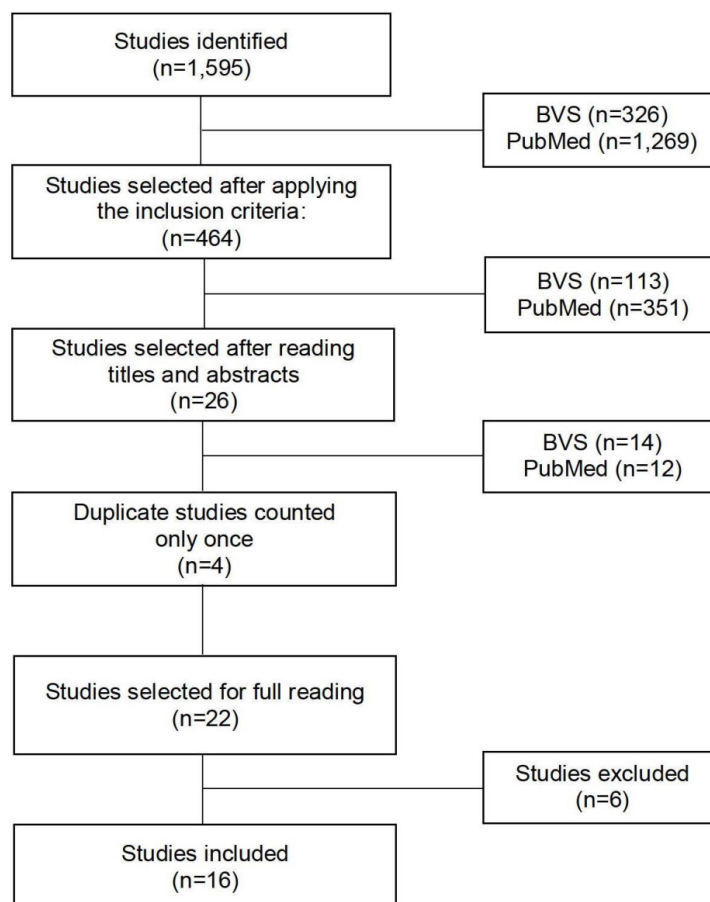 Studies identified
(n=1,595)
BVS (n=326)
PubMed (n=1,269)
Studies selected after applying
the inclusion criteria:
(n=464)
BVS (n=113)
PubMed (n=351)
Studies selected after reading
titles and abstracts
(n=26)
BVS (n=14)
PubMed (n=12)
Duplicate studies counted
only once
(n=4)
Studies selected for full reading
(n=22)
Studies excluded
(n=6)
Studies included
(n=16)